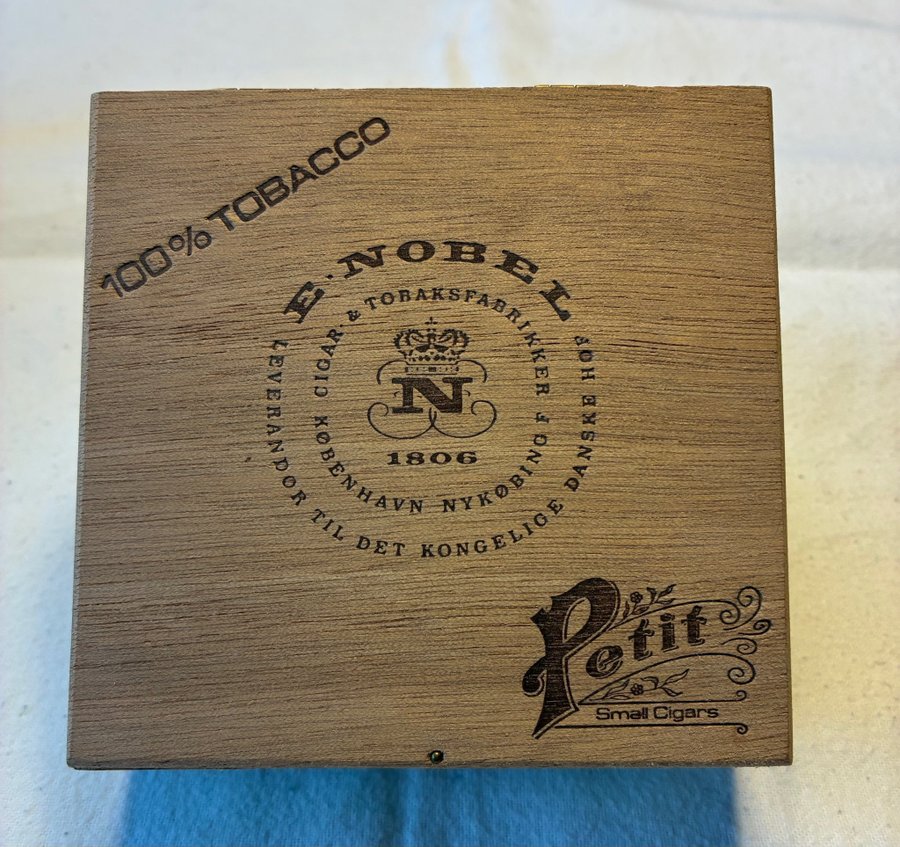 100% TOBACCO
E·NOBEL
CIGAR- & TOBAKSFABRIKKER
N
1806
KØBENHAVN NYKØBING F
LEVERANDØR TIL DET KONGELIGE DANSKE HOF
Petit
Small Cigars